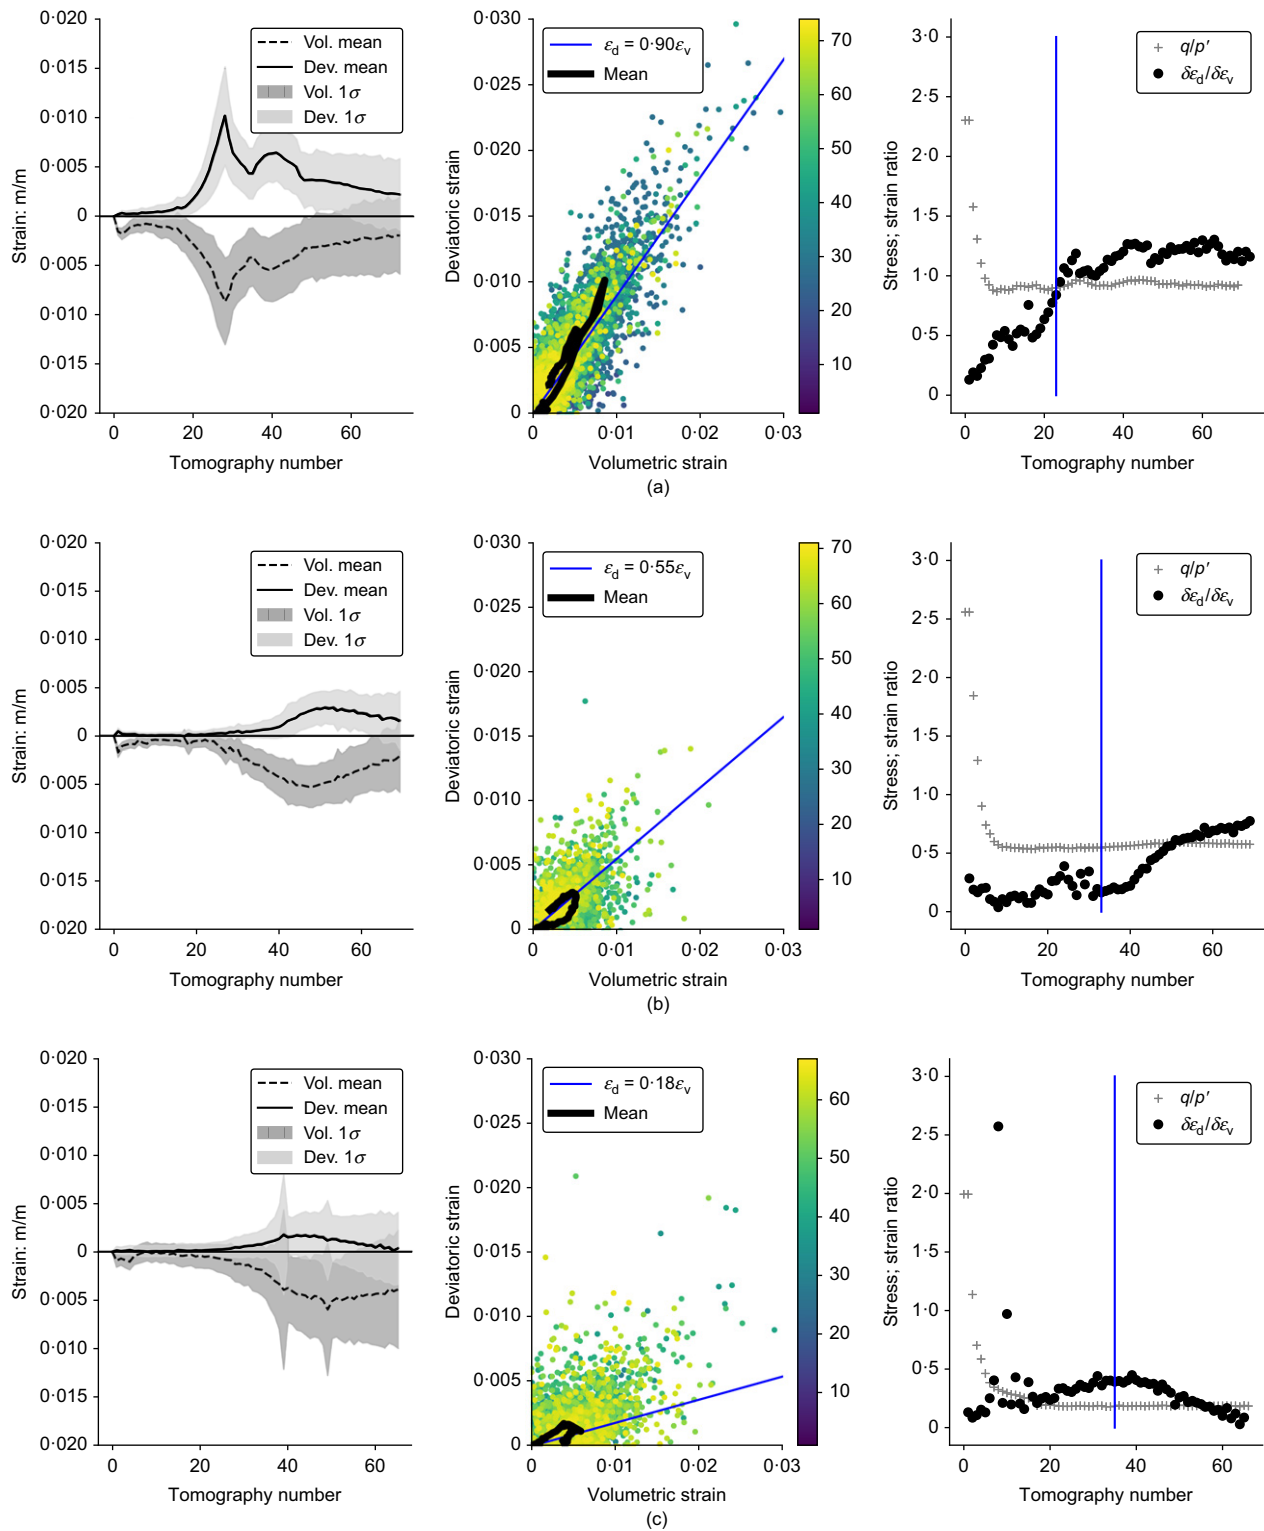 0·020
0·015
0·010
0·005
0
0·005
0·010
0·015
0·020
Strain: m/m
0 20 40 60
Tomography number
Vol. mean
Dev. mean
Vol. 1σ
Dev. 1σ
0·030
0·025
0·020
0·015
0·010
0·005
0
Deviatoric strain
0 0·01 0·02 0·03
Volumetric strain
εd = 0·90εv
Mean
70
60
50
40
30
20
10
3·0
2·5
2·0
1·5
1·0
0·5
0
Stress; strain ratio
0 20 40 60
Tomography number
q/p′
δεd/δεv
(a)
0·020
0·015
0·010
0·005
0
0·005
0·010
0·015
0·020
Strain: m/m
0 20 40 60
Tomography number
Vol. mean
Dev. mean
Vol. 1σ
Dev. 1σ
0·030
0·025
0·020
0·015
0·010
0·005
0
Deviatoric strain
0 0·01 0·02 0·03
Volumetric strain
εd = 0·55εv
Mean
70
60
50
40
30
20
10
3·0
2·5
2·0
1·5
1·0
0·5
0
Stress; strain ratio
0 20 40 60
Tomography number
q/p′
δεd/δεv
(b)
0·020
0·015
0·010
0·005
0
0·005
0·010
0·015
0·020
Strain: m/m
0 20 40 60
Tomography number
Vol. mean
Dev. mean
Vol. 1σ
Dev. 1σ
0·030
0·025
0·020
0·015
0·010
0·005
0
Deviatoric strain
0 0·01 0·02 0·03
Volumetric strain
εd = 0·18εv
Mean
60
50
40
30
20
10
3·0
2·5
2·0
1·5
1·0
0·5
0
Stress; strain ratio
0 20 40 60
Tomography number
q/p′
δεd/δεv
(c)